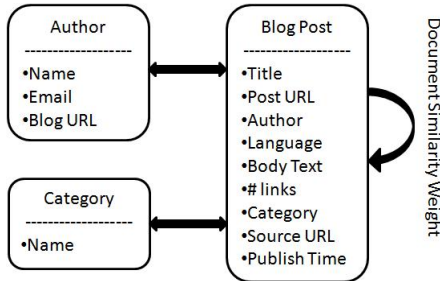 Author
---------------------
•Name
•Email
•Blog URL
Category
---------------------
•Name
Blog Post
---------------------
•Title
•Post URL
•Author
•Language
•Body Text
•# links
•Category
•Source URL
•Publish Time
Document Similarity Weight